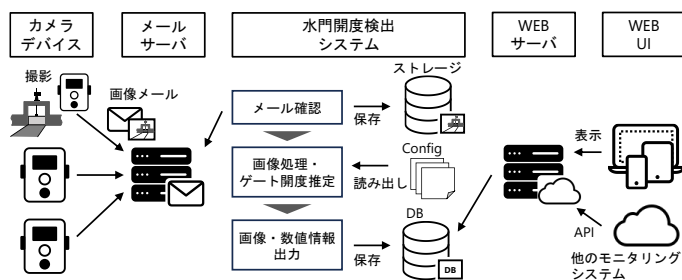 カメラ
デバイス
メール
サーバ
水門開度検出
システム
WEB
サーバ
WEB
UI
撮影
画像メール
メール確認
保存
ストレージ
画像処理・
ゲート開度推定
Config
読み出し
画像・数値情報
出力
保存
DB
DB
表示
API
他のモニタリング
システム